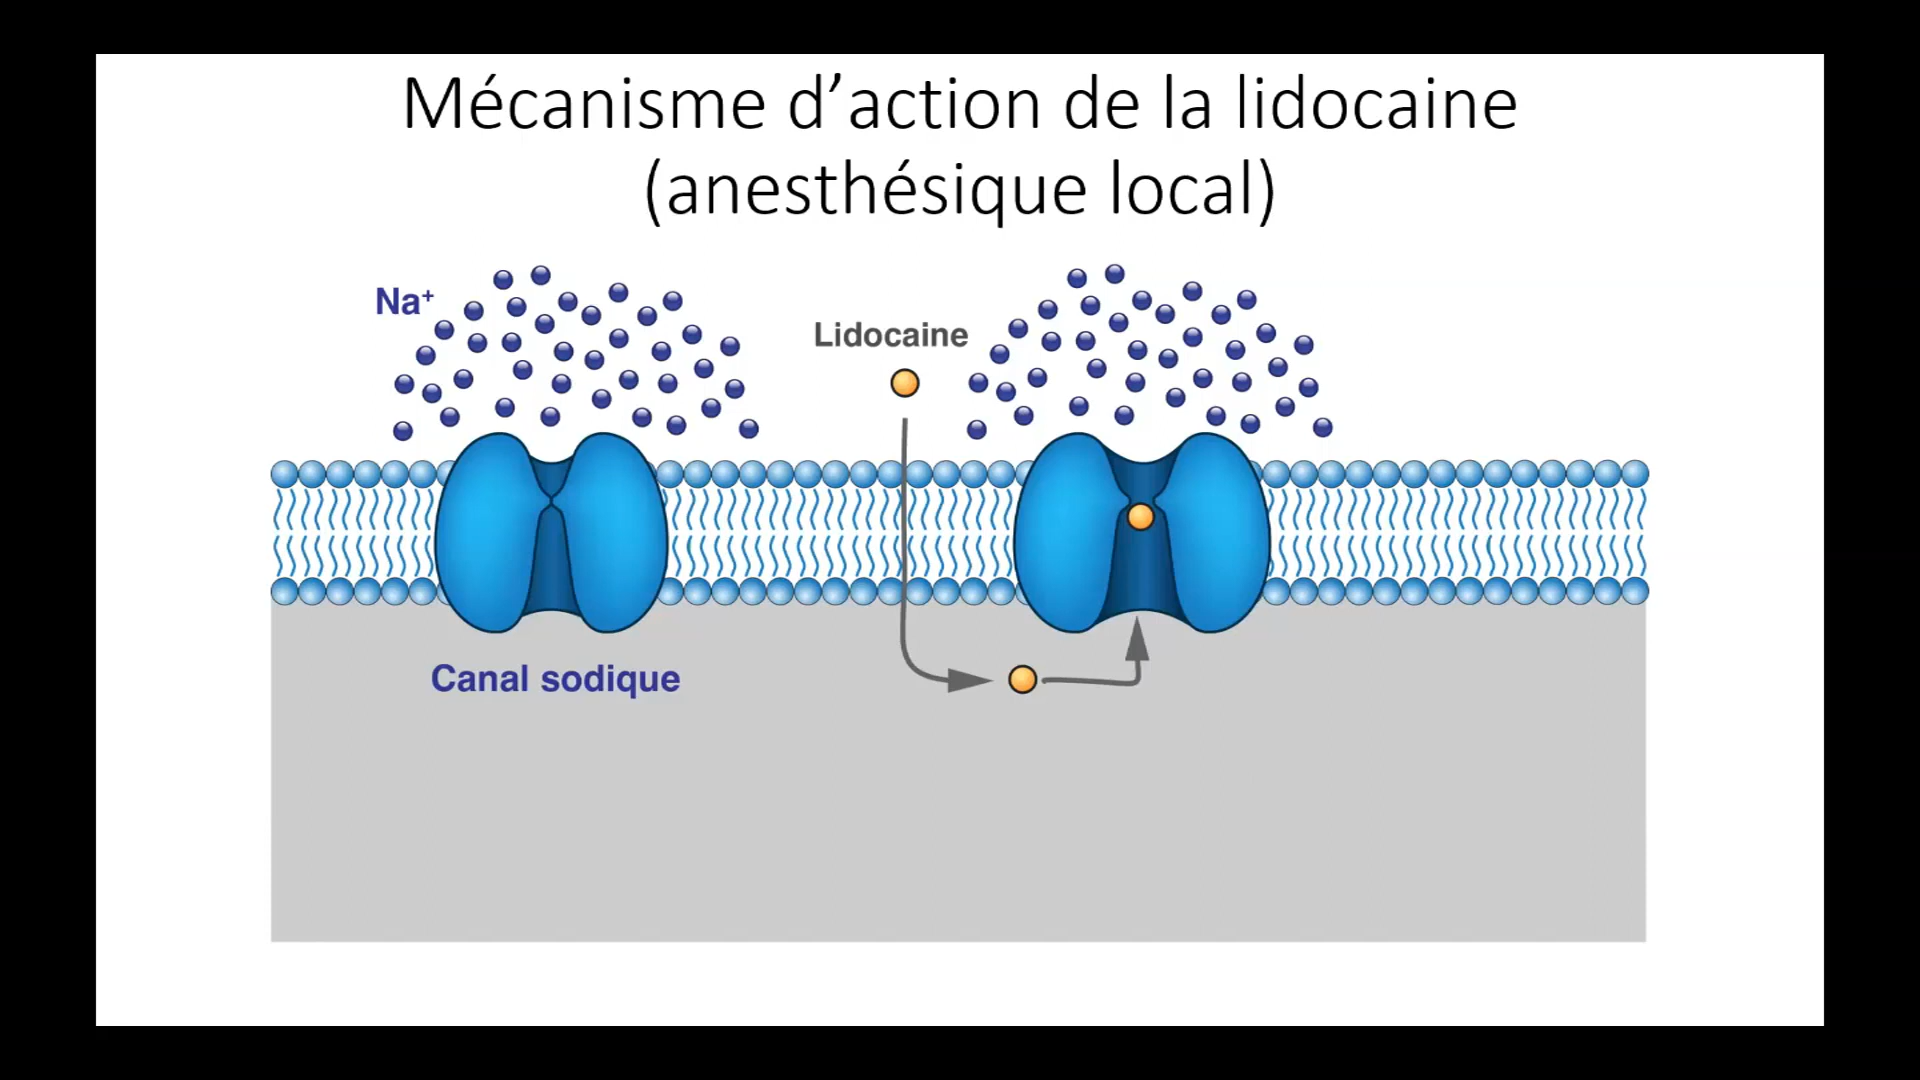 Mécanisme d’action de la lidocaine
(anesthésique local)
Na⁺
Lidocaine
Canal sodique